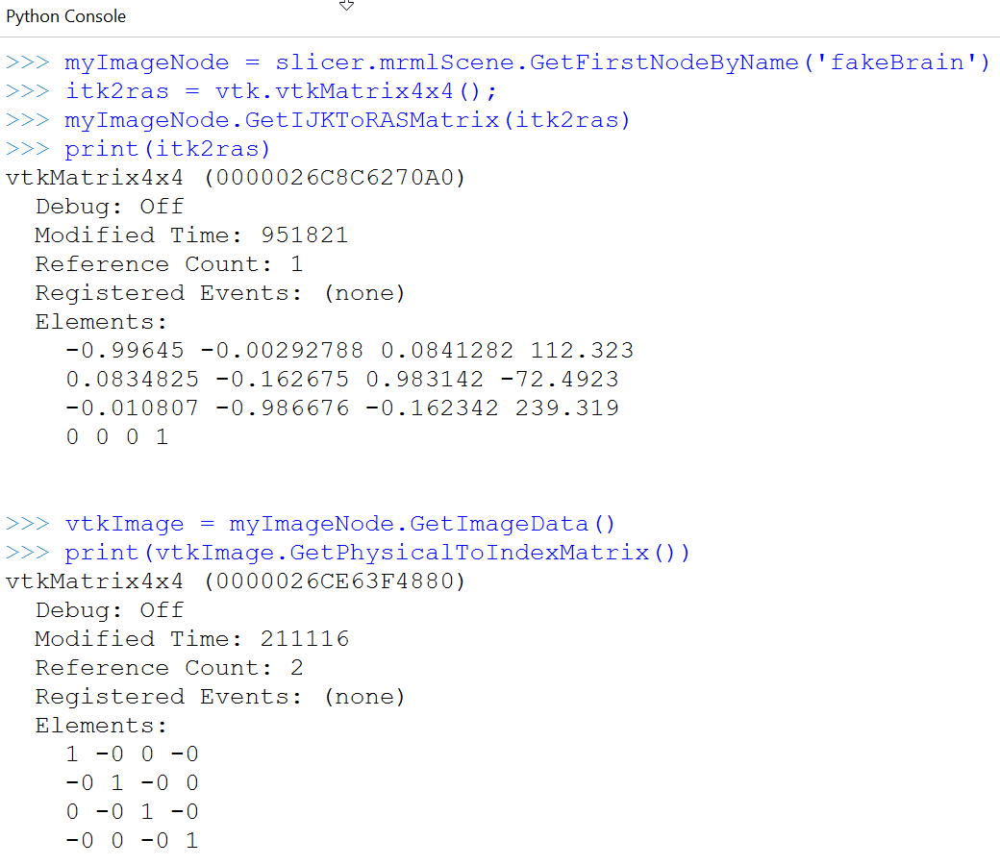 Python Console
>>> myImageNode = slicer.mrmlScene.GetFirstNodeByName('fakeBrain')
>>> itk2ras = vtk.vtkMatrix4x4();
>>> myImageNode.GetIJKToRASMatrix(itk2ras)
>>> print(itk2ras)
vtkMatrix4x4 (0000026C8C6270A0)
  Debug: Off
  Modified Time: 951821
  Reference Count: 1
  Registered Events: (none)
  Elements:
    -0.99645 -0.00292788 0.0841282 112.323
    0.0834825 -0.162675 0.983142 -72.4923
    -0.010807 -0.986676 -0.162342 239.319
    0 0 0 1
>>> vtkImage = myImageNode.GetImageData()
>>> print(vtkImage.GetPhysicalToIndexMatrix())
vtkMatrix4x4 (0000026CE63F4880)
  Debug: Off
  Modified Time: 211116
  Reference Count: 2
  Registered Events: (none)
  Elements:
    1 -0 0 -0
    -0 1 -0 0
    0 -0 1 -0
    -0 0 -0 1